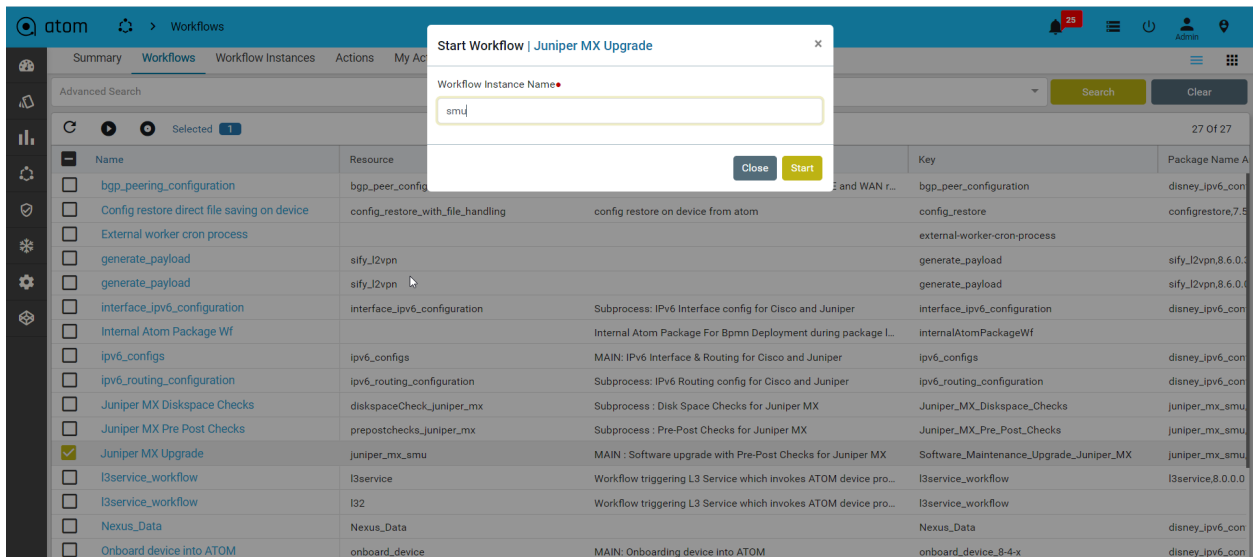 atom > Workflows 25 Admin
Start Workflow | Juniper MX Upgrade ×
Workflow Instance Name
smu
Close Start
Summary Workflows Workflow Instances Actions My Ac
Advanced Search Search Clear
Selected 1 27 Of 27
Name Resource Key Package Name A
bgp_peering_configuration bgp_peer_config E and WAN r... bgp_peer_configuration disney_ipv6_con
Config restore direct file saving on device config_restore_with_file_handling config restore on device from atom config_restore configrestore,7.5
External worker cron process external-worker-cron-process
generate_payload sify_l2vpn generate_payload sify_l2vpn,8.6.0.
generate_payload sify_l2vpn generate_payload sify_l2vpn,8.6.0.
interface_ipv6_configuration interface_ipv6_configuration Subprocess: IPv6 Interface config for Cisco and Juniper interface_ipv6_configuration disney_ipv6_con
Internal Atom Package Wf Internal Atom Package For Bpmn Deployment during package l... internalAtomPackageWf
ipv6_configs ipv6_configs MAIN: IPv6 Interface & Routing for Cisco and Juniper ipv6_configs disney_ipv6_con
ipv6_routing_configuration ipv6_routing_configuration Subprocess: IPv6 Routing config for Cisco and Juniper ipv6_routing_configuration disney_ipv6_con
Juniper MX Diskspace Checks diskspaceCheck_juniper_mx Subprocess : Disk Space Checks for Juniper MX Juniper_MX_Diskspace_Checks juniper_mx_smu,
Juniper MX Pre Post Checks prepostchecks_juniper_mx Subprocess : Pre-Post Checks for Juniper MX Juniper_MX_Pre_Post_Checks juniper_mx_smu,
Juniper MX Upgrade juniper_mx_smu MAIN : Software upgrade with Pre-Post Checks for Juniper MX Software_Maintenance_Upgrade_Juniper_MX juniper_mx_smu,
l3service_workflow l3service Workflow triggering L3 Service which invokes ATOM device pro... l3service_workflow l3service,8.0.0.0
l3service_workflow l32 Workflow triggering L3 Service which invokes ATOM device pro... l3service_workflow
Nexus_Data Nexus_Data Nexus_Data disney_ipv6_con
Onboard device into ATOM onboard_device MAIN: Onboarding device into ATOM onboard_device_8-4-x disney_ipv6_con